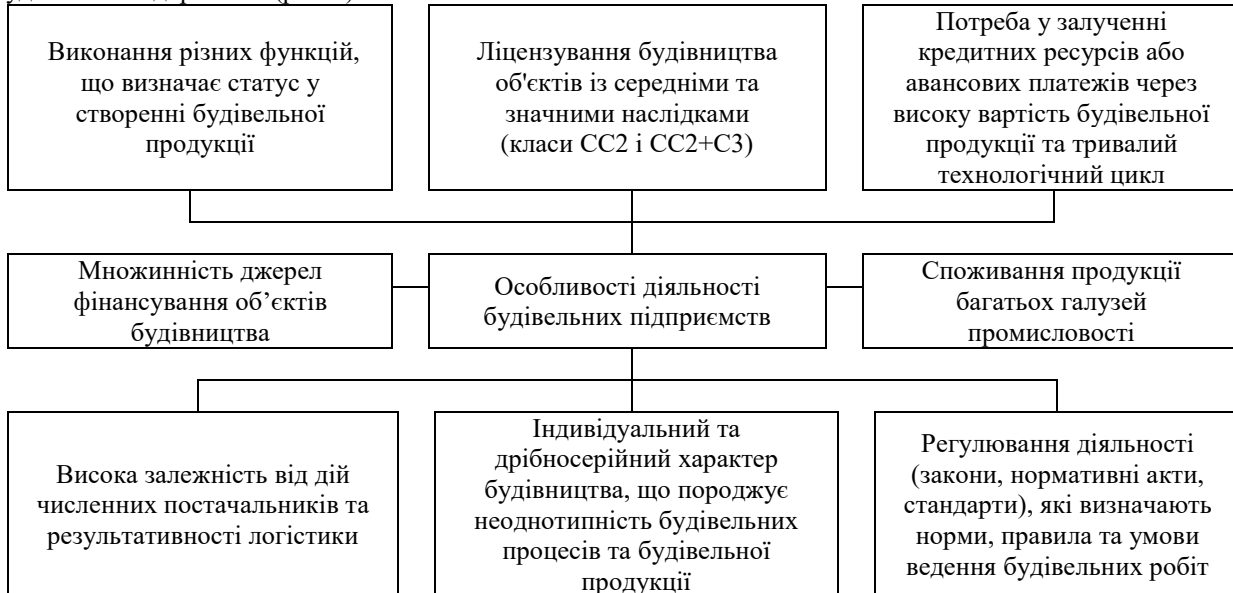 Виконання різних функцій,
що визначає статус у
створенні будівельної
продукції
Ліцензування будівництва
об'єктів із середніми та
значними наслідками
(класи СС2 і СС2+С3)
Потреба у залученні
кредитних ресурсів або
авансових платежів через
високу вартість будівельної
продукції та тривалий
технологічний цикл
Множинність джерел
фінансування об’єктів
будівництва
Особливості діяльності
будівельних підприємств
Споживання продукції
багатьох галузей
промисловості
Висока залежність від дій
численних постачальників та
результативності логістики
Індивідуальний та
дрібносерійний характер
будівництва, що породжує
неоднотипність будівельних
процесів та будівельної
продукції
Регулювання діяльності
(закони, нормативні акти,
стандарти), які визначають
норми, правила та умови
ведення будівельних робіт